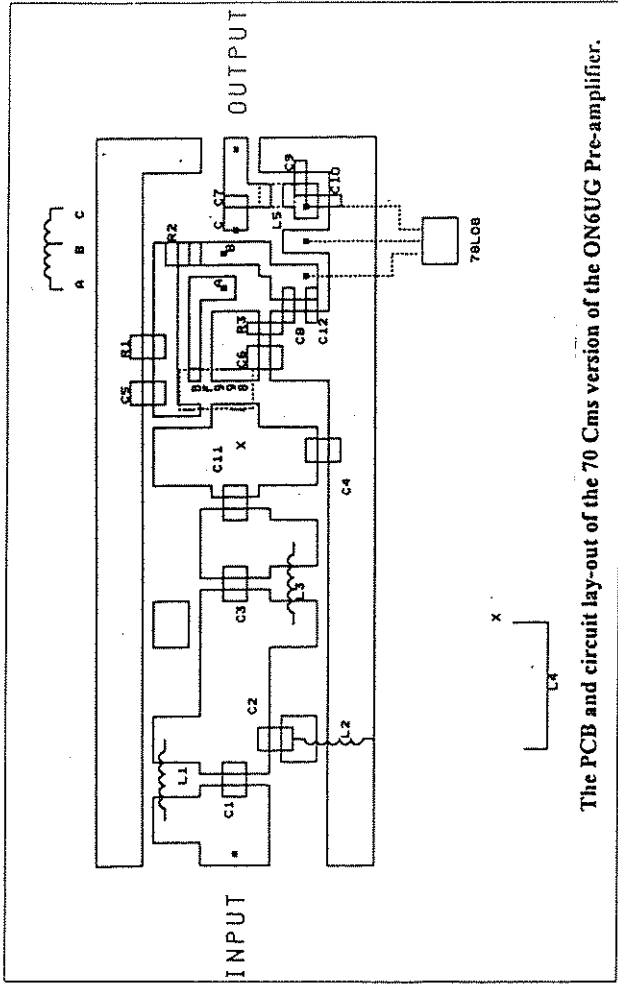 A B C
R2
R1
C5
C7
C
OUTPUT
B
A
C9
C10
L5
R3
C6
C8
C12
78L08
C11
X
C4
C3
L3
C2
L2
L1
C1
INPUT
X
L4
The PCB and circuit lay-out of the 70 Cms version of the ON6UG Pre-amplifier.